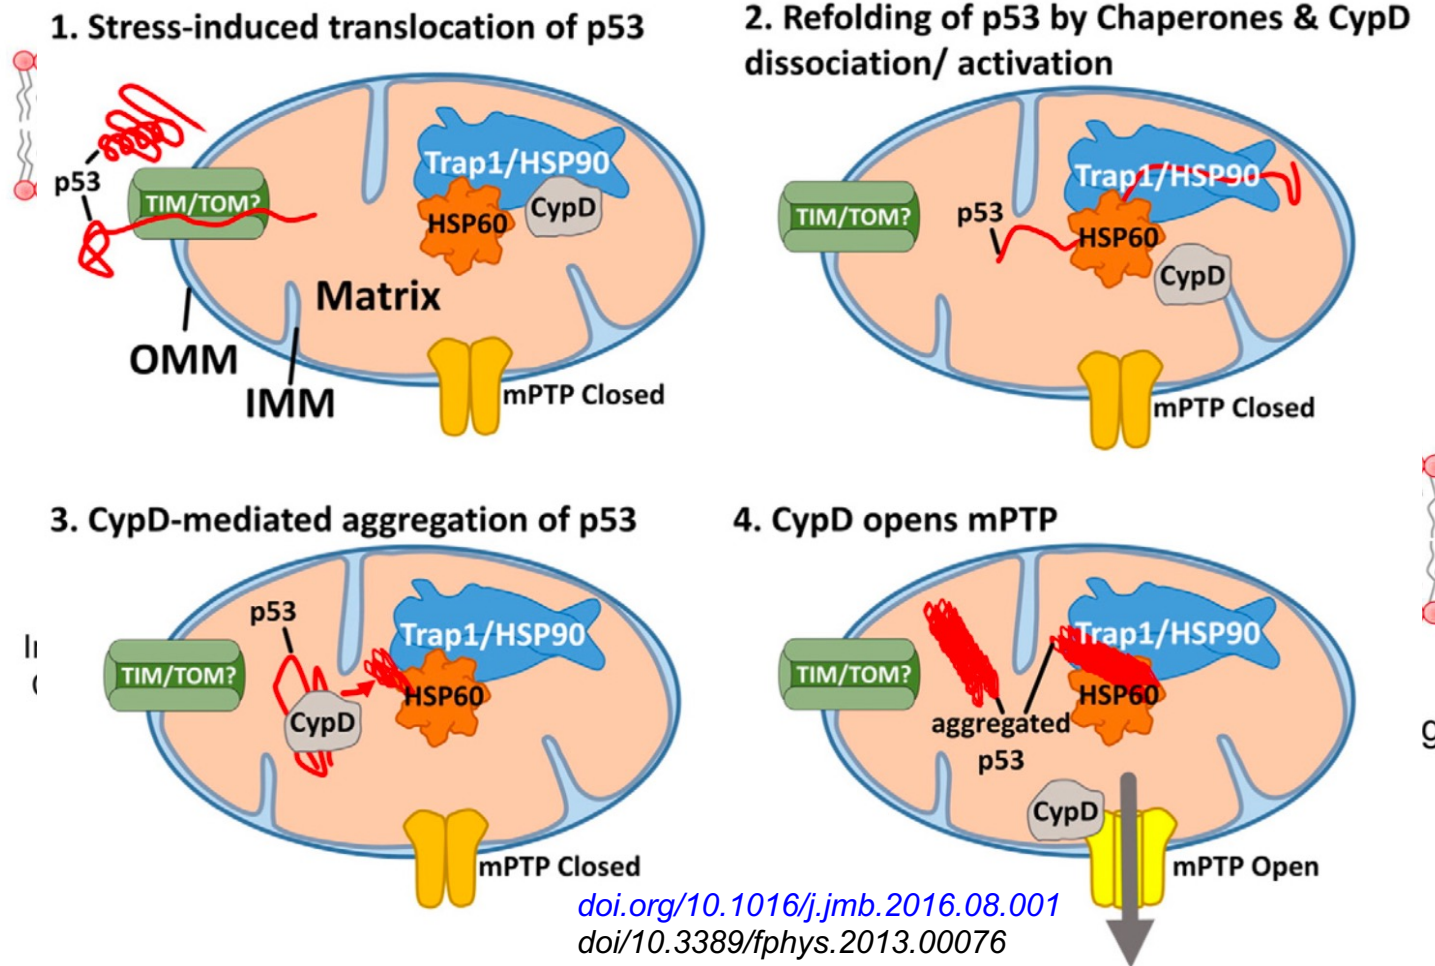 1. Stress-induced translocation of p53
p53
TIM/TOM?
Trap1/HSP90
HSP60
CypD
Matrix
OMM
IMM
mPTP Closed
2. Refolding of p53 by Chaperones & CypD
dissociation/ activation
TIM/TOM?
p53
Trap1/HSP90
HSP60
CypD
mPTP Closed
3. CypD-mediated aggregation of p53
p53
TIM/TOM?
CypD
Trap1/HSP90
HSP60
mPTP Closed
4. CypD opens mPTP
TIM/TOM?
Trap1/HSP90
HSP60
aggregated
p53
CypD
mPTP Open
doi.org/10.1016/j.jmb.2016.08.001
doi/10.3389/fphys.2013.00076